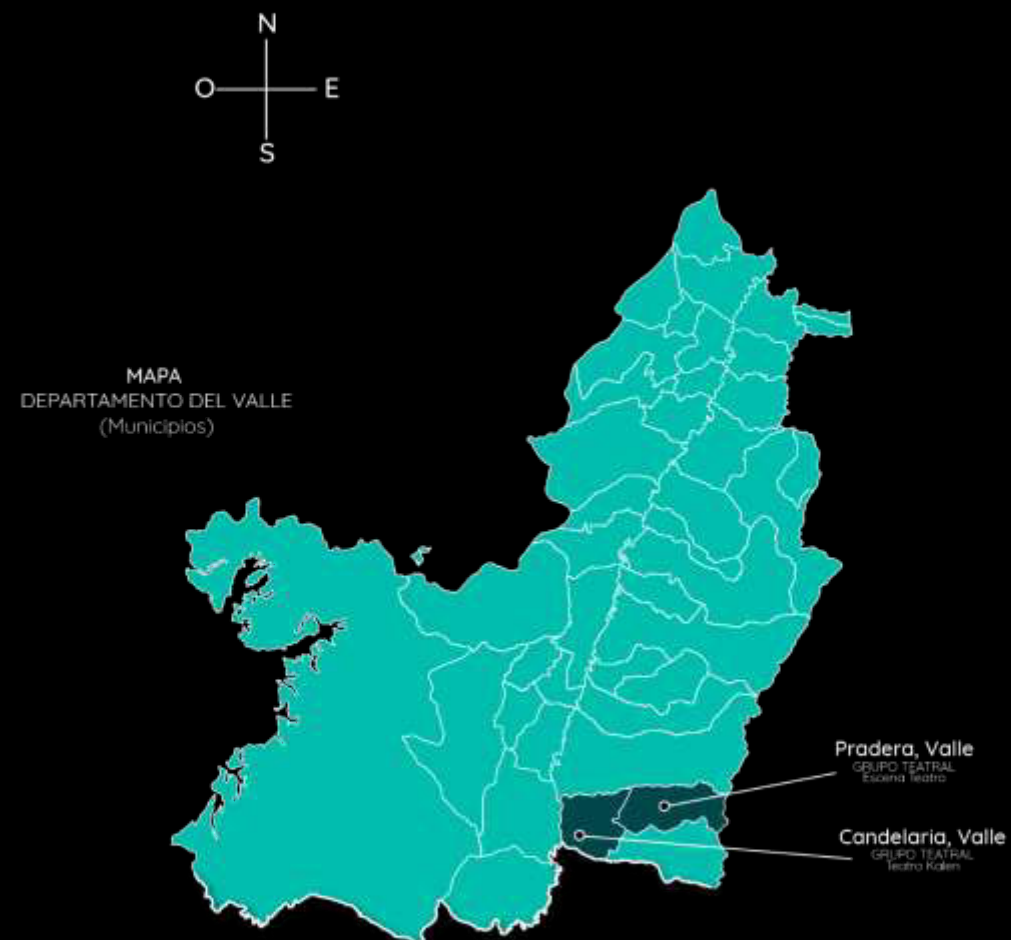 N
O E
S
MAPA
DEPARTAMENTO DEL VALLE
(Municipios)
Pradera, Valle
GRUPO TEATRAL
Escena Teatro
Candelaria, Valle
GRUPO TEATRAL
Teatro Kalen